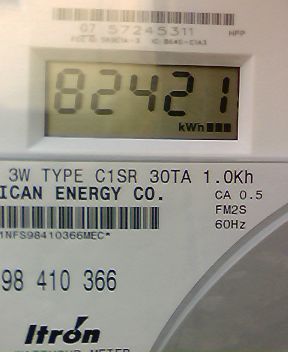 07 57245311
HFP
82421
kWh
3W TYPE C1SR 30TA 1.0Kh
ICAN ENERGY CO.
CA 0.5
FM2S
60Hz
1NFS98410366MEC*
98 410 366
Itron